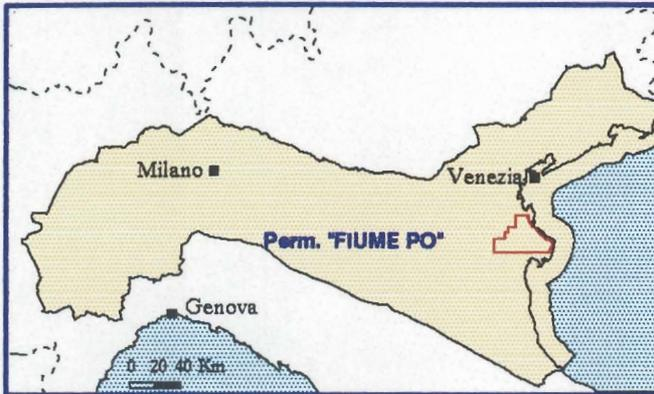 Milano
Venezia
Perm. "FIUME PO"
Genova
0 20 40 Km